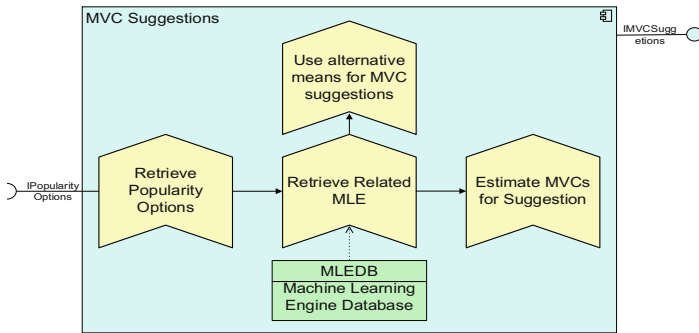 MVC Suggestions
IMVCSugg
etions
Use alternative
means for MVC
suggestions
IPopularity
Options
Retrieve
Popularity
Options
Retrieve Related
MLE
Estimate MVCs
for Suggestion
MLEDB
Machine Learning
Engine Database